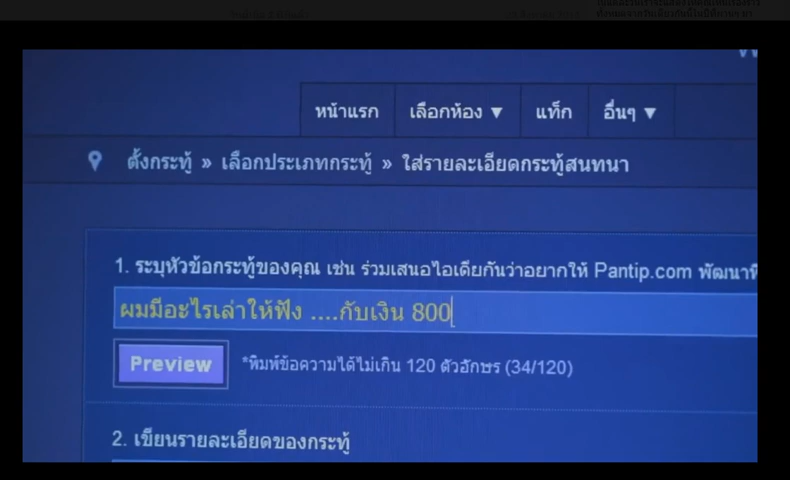 หน้าแรก เลือกห้อง ▼ แท็ก อื่นๆ ▼
ตั้งกระทู้ » เลือกประเภทกระทู้ » ใส่รายละเอียดกระทู้สนทนา
1. ระบุหัวข้อกระทู้ของคุณ เช่น ร่วมเสนอไอเดียกันว่าอยากให้ Pantip.com
ผมมีอะไรเล่าให้ฟัง ....กับเงิน 800
Preview *พิมพ์ข้อความได้ไม่เกิน 120 ตัวอักษร (34/120)
2. เขียนรายละเอียดของกระทู้